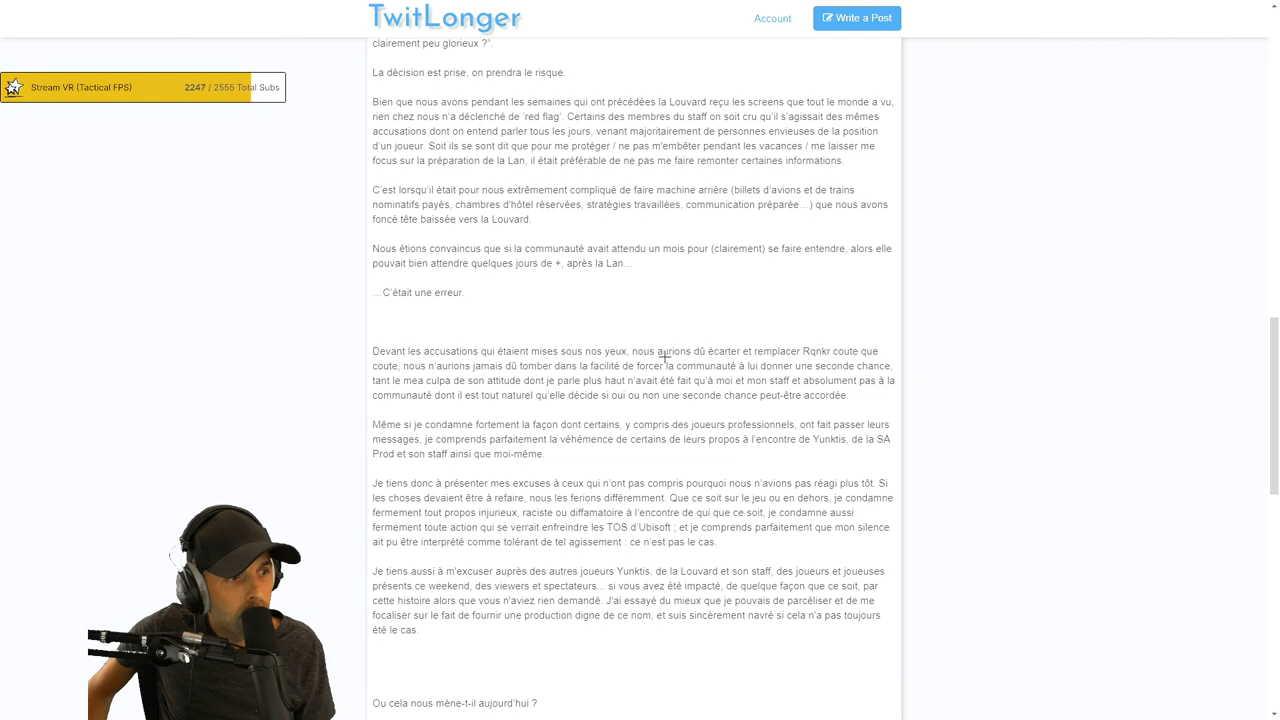 TwitLonger
Account
Write a Post
clairement peu glorieux ?".
Stream VR (Tactical FPS)
2247 / 2555 Total Subs
La décision est prise, on prendra le risque.
Bien que nous avons pendant les semaines qui ont précédées la Louvard reçu les screens que tout le monde a vu,
rien chez nous n'a déclenché de 'red flag'. Certains des membres du staff on soit cru qu'il s'agissait des mêmes
accusations dont on entend parler tous les jours, venant majoritairement de personnes envieuses de la position
d'un joueur. Soit ils se sont dit que pour me protéger / ne pas m'embêter pendant les vacances / me laisser me
focus sur la préparation de la Lan, il était préférable de ne pas me faire remonter certaines informations.
C'est lorsqu'il était pour nous extrêmement compliqué de faire machine arrière (billets d'avions et de trains
nominatifs payés, chambres d'hôtel réservées, stratégies travaillées, communication préparée…) que nous avons
foncé tête baissée vers la Louvard.
Nous étions convaincus que si la communauté avait attendu un mois pour (clairement) se faire entendre, alors elle
pouvait bien attendre quelques jours de +, après la Lan…
…C'était une erreur.
Devant les accusations qui étaient mises sous nos yeux, nous aurions dû écarter et remplacer Rqnkr coute que
coute, nous n'aurions jamais dû tomber dans la facilité de forcer la communauté à lui donner une seconde chance,
tant le mea culpa de son attitude dont je parle plus haut n'avait été fait qu'à moi et mon staff et absolument pas à la
communauté dont il est tout naturel qu'elle décide si oui ou non une seconde chance peut-être accordée.
Même si je condamne fortement la façon dont certains, y compris des joueurs professionnels, ont fait passer leurs
messages, je comprends parfaitement la véhémence de certains de leurs propos à l'encontre de Yunktis, de la SA
Prod et son staff ainsi que moi-même.
Je tiens donc à présenter mes excuses à ceux qui n'ont pas compris pourquoi nous n'avions pas réagi plus tôt. Si
les choses devaient être à refaire, nous les ferions différemment. Que ce soit sur le jeu ou en dehors, je condamne
fermement tout propos injurieux, raciste ou diffamatoire à l'encontre de qui que ce soit, je condamne aussi
fermement toute action qui se verrait enfreindre les TOS d'Ubisoft ; et je comprends parfaitement que mon silence
ait pu être interprété comme tolérant de tel agissement : ce n'est pas le cas.
Je tiens aussi à m'excuser auprès des autres joueurs Yunktis, de la Louvard et son staff, des joueurs et joueuses
présents ce weekend, des viewers et spectateurs... si vous avez été impacté, de quelque façon que ce soit, par
cette histoire alors que vous n'aviez rien demandé. J'ai essayé du mieux que je pouvais de parcéliser et de me
focaliser sur le fait de fournir une production digne de ce nom, et suis sincèrement navré si cela n'a pas toujours
été le cas.
Ou cela nous mène-t-il aujourd'hui ?